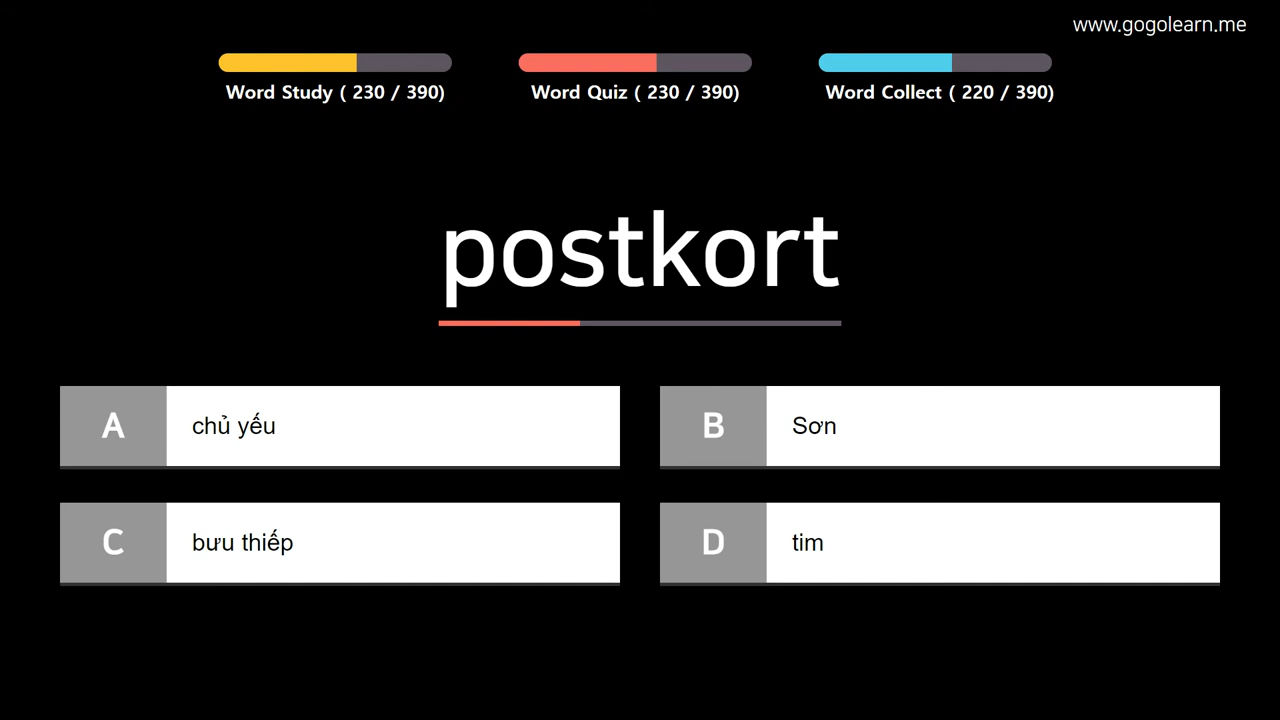 www.gogolearn.me
Word Study ( 230 / 390)
Word Quiz ( 230 / 390)
Word Collect ( 220 / 390)
postkort
A chủ yếu
B Sơn
C bưu thiếp
D tim